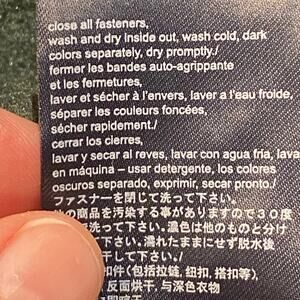 close all fasteners,
wash and dry inside out, wash cold, dark
colors separately, dry promptly./
fermer les bandes auto-agrippante
et les fermetures,
laver et sécher à l'envers, laver a l'eau froide,
séparer les couleurs foncées,
sécher rapidement./
cerrar los cierres,
lavar y secar al reves, lavar con agua fria, lava
en máquina – usar detergente, los colores
oscuros separado, exprimir, secar pronto./
ファスナーを閉じて洗って下さい。
の商品を汚染する事がありますので30度
洗って下さい。濃色は他のものと分け
って下さい。濡れたままにせず脱水後
干して下さい。/
扣件(包括拉链, 纽扣, 搭扣等),
反面烘干, 与深色衣物